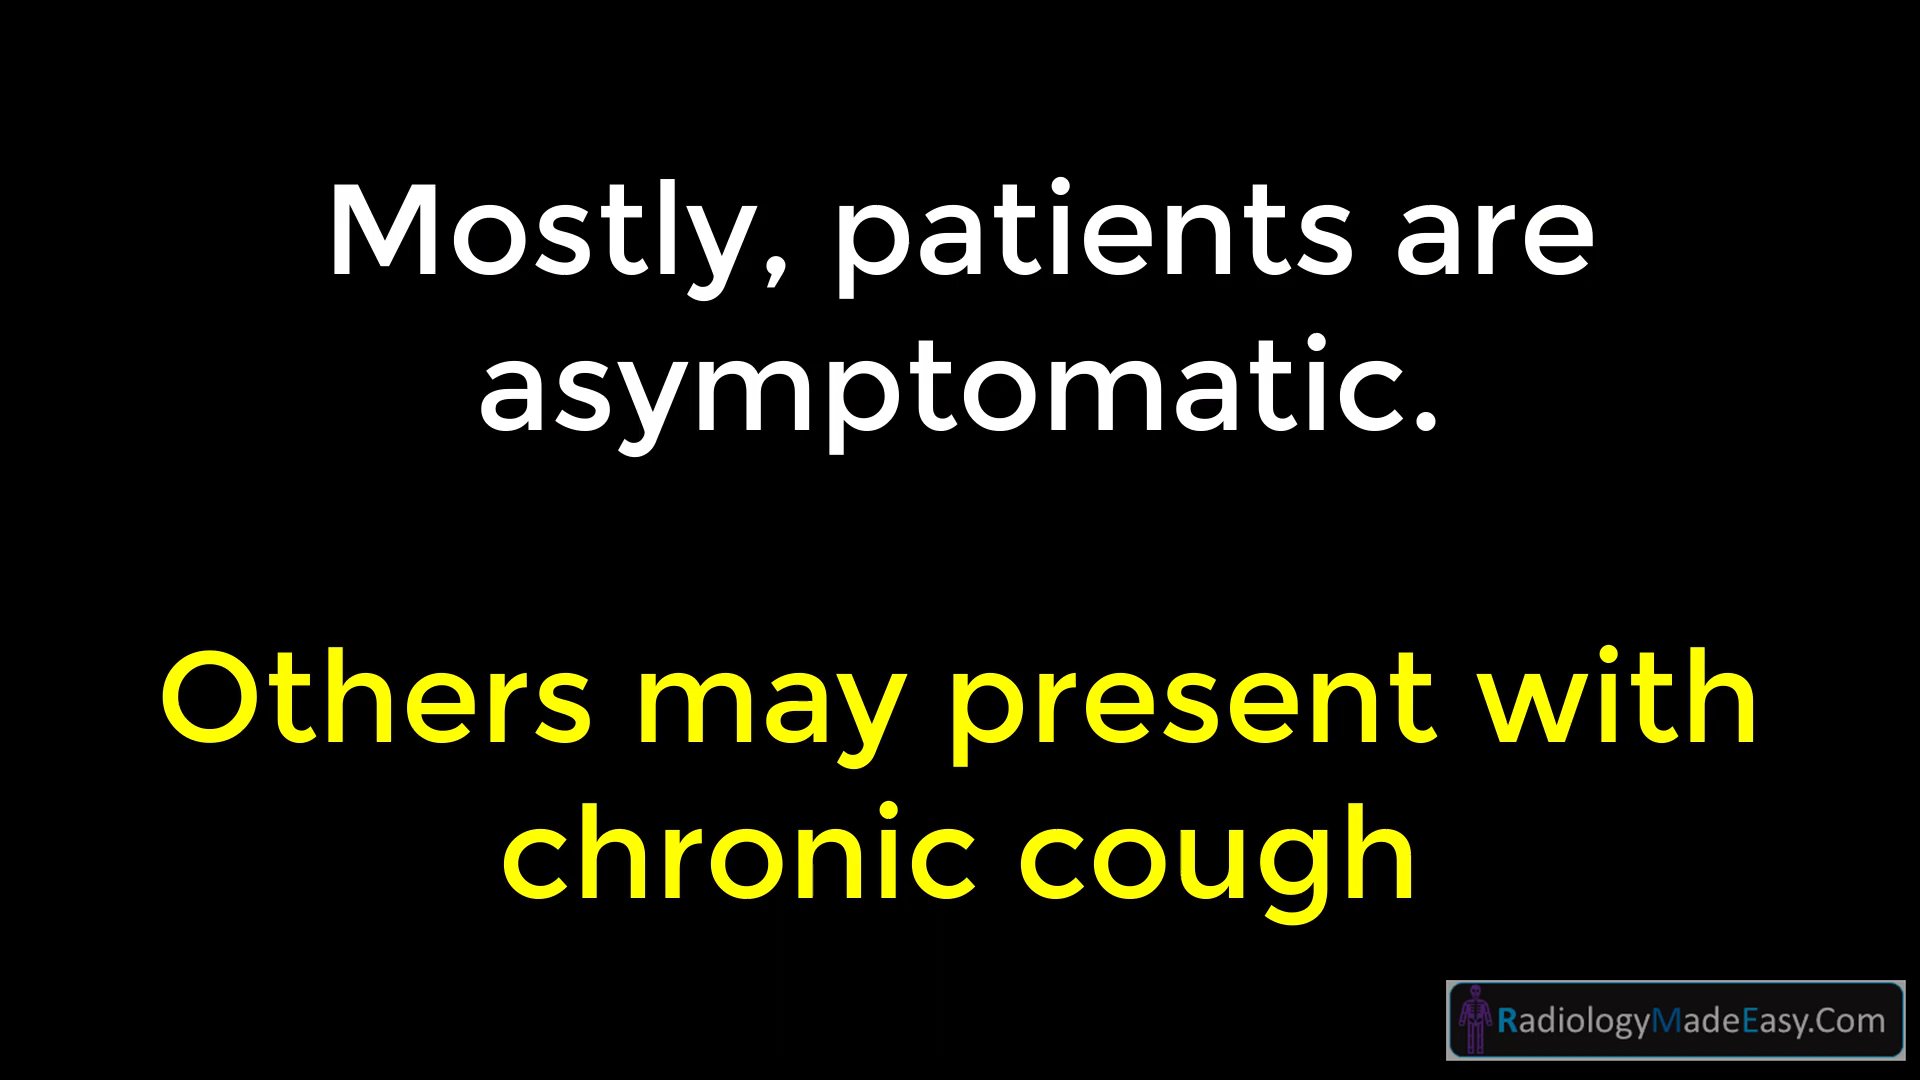 Mostly, patients are
asymptomatic.
Others may present with
chronic cough
RadiologyMadeEasy.Com